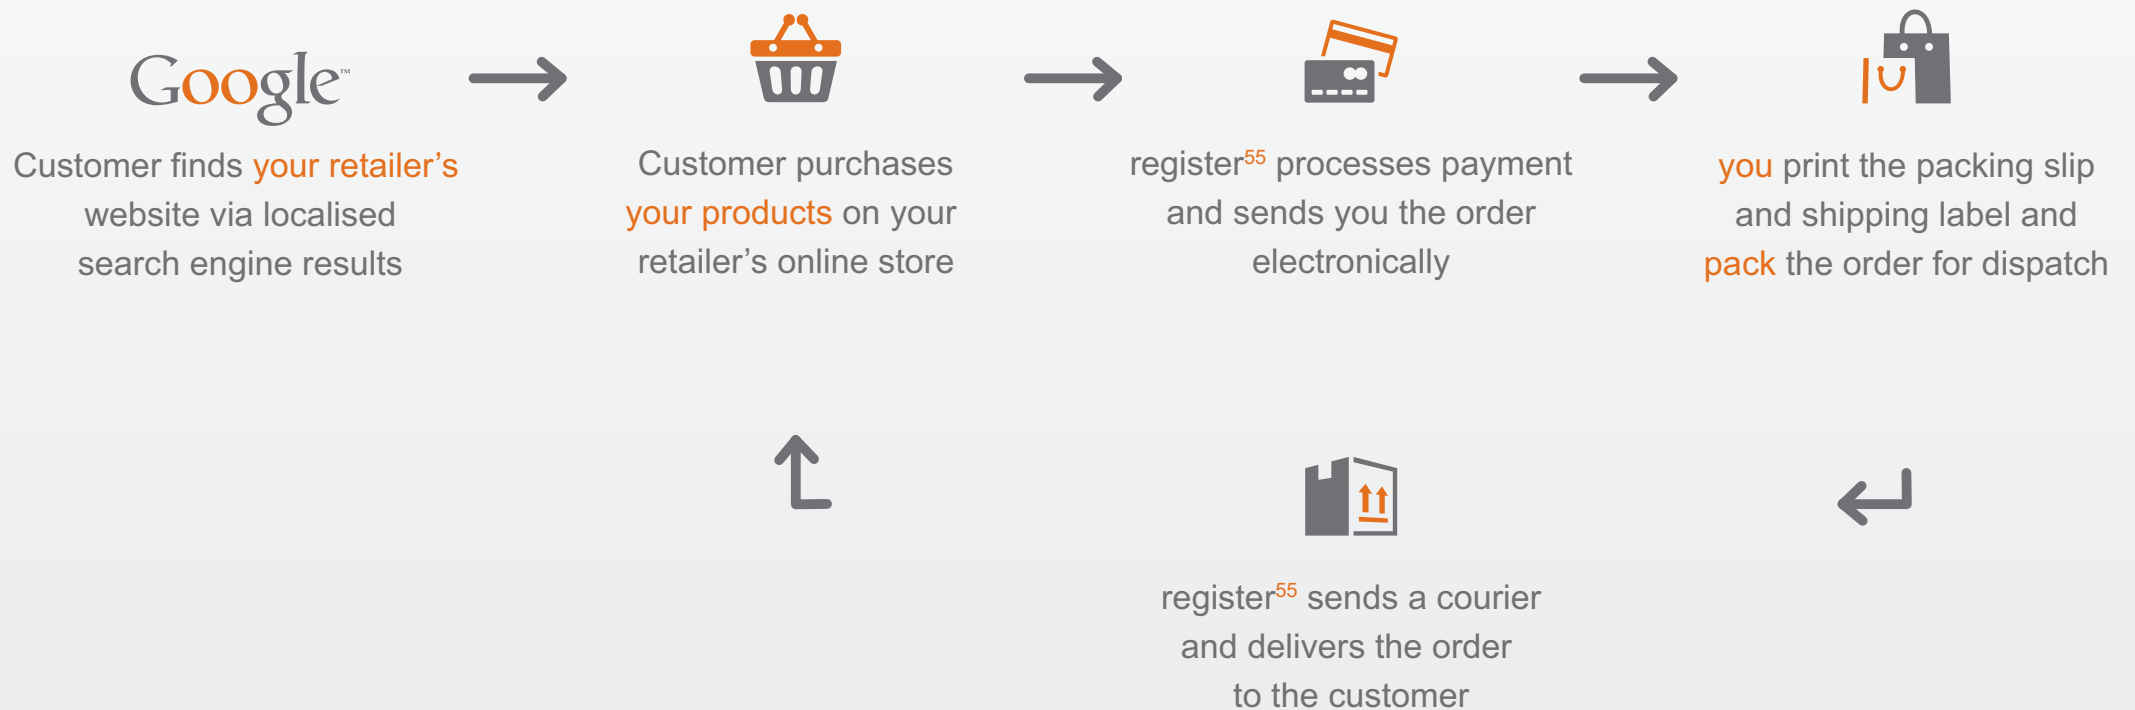 Google™
Customer finds your retailer’s
website via localised
search engine results
Customer purchases
your products on your
retailer’s online store
register⁵⁵ processes payment
and sends you the order
electronically
you print the packing slip
and shipping label and
pack the order for dispatch
register⁵⁵ sends a courier
and delivers the order
to the customer